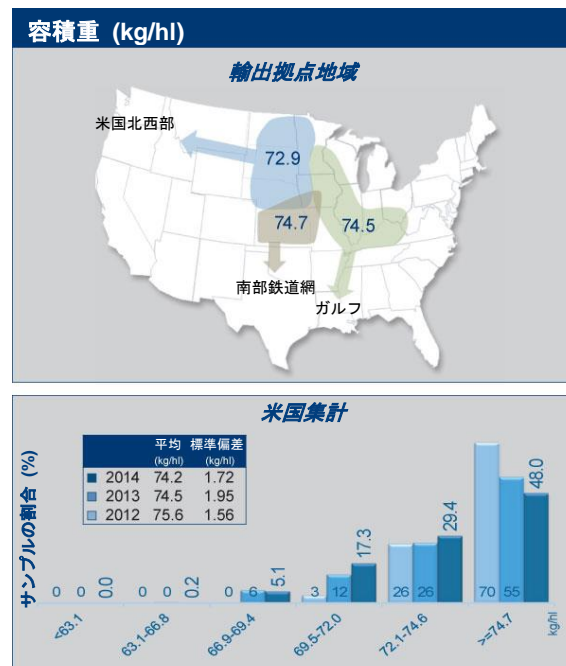 容積重 (kg/hl)
輸出拠点地域
米国北西部
72.9
74.7
74.5
南部鉄道網
ガルフ
米国集計
サンプルの割合 (%)
平均 標準偏差
(kg/hl) (kg/hl)
2014 74.2 1.72
2013 74.5 1.95
2012 75.6 1.56
0 0 0.0
0 0 0.2
0 6 5.1
3 12 17.3
26 26 29.4
70 55 48.0
<63.1
63.1-66.8
66.9-69.4
69.5-72.0
72.1-74.6
>=74.7
kg/hl